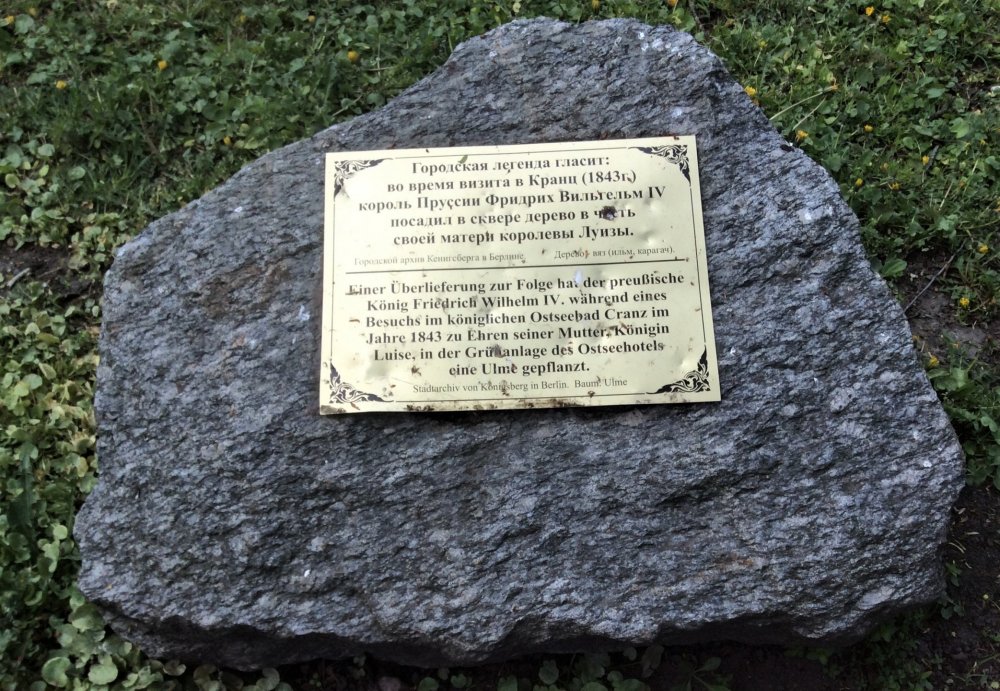 Городская легенда гласит:
во время визита в Кранц (1843г.)
король Пруссии Фридрих Вильгельм IV
посадил в сквере дерево в честь
своей матери королевы Луизы.
Городской архив Кенигсберга в Берлине. Дерево: вяз (ильм, карагач).
Einer Überlieferung zur Folge hat der preußische
König Friedrich Wilhelm IV. während eines
Besuchs im königlichen Ostseebad Cranz im
Jahre 1843 zu Ehren seiner Mutter, Königin
Luise, in der Grünanlage des Ostseehotels
eine Ulme gepflanzt.
Stadtarchiv von Königsberg in Berlin. Baum: Ulme